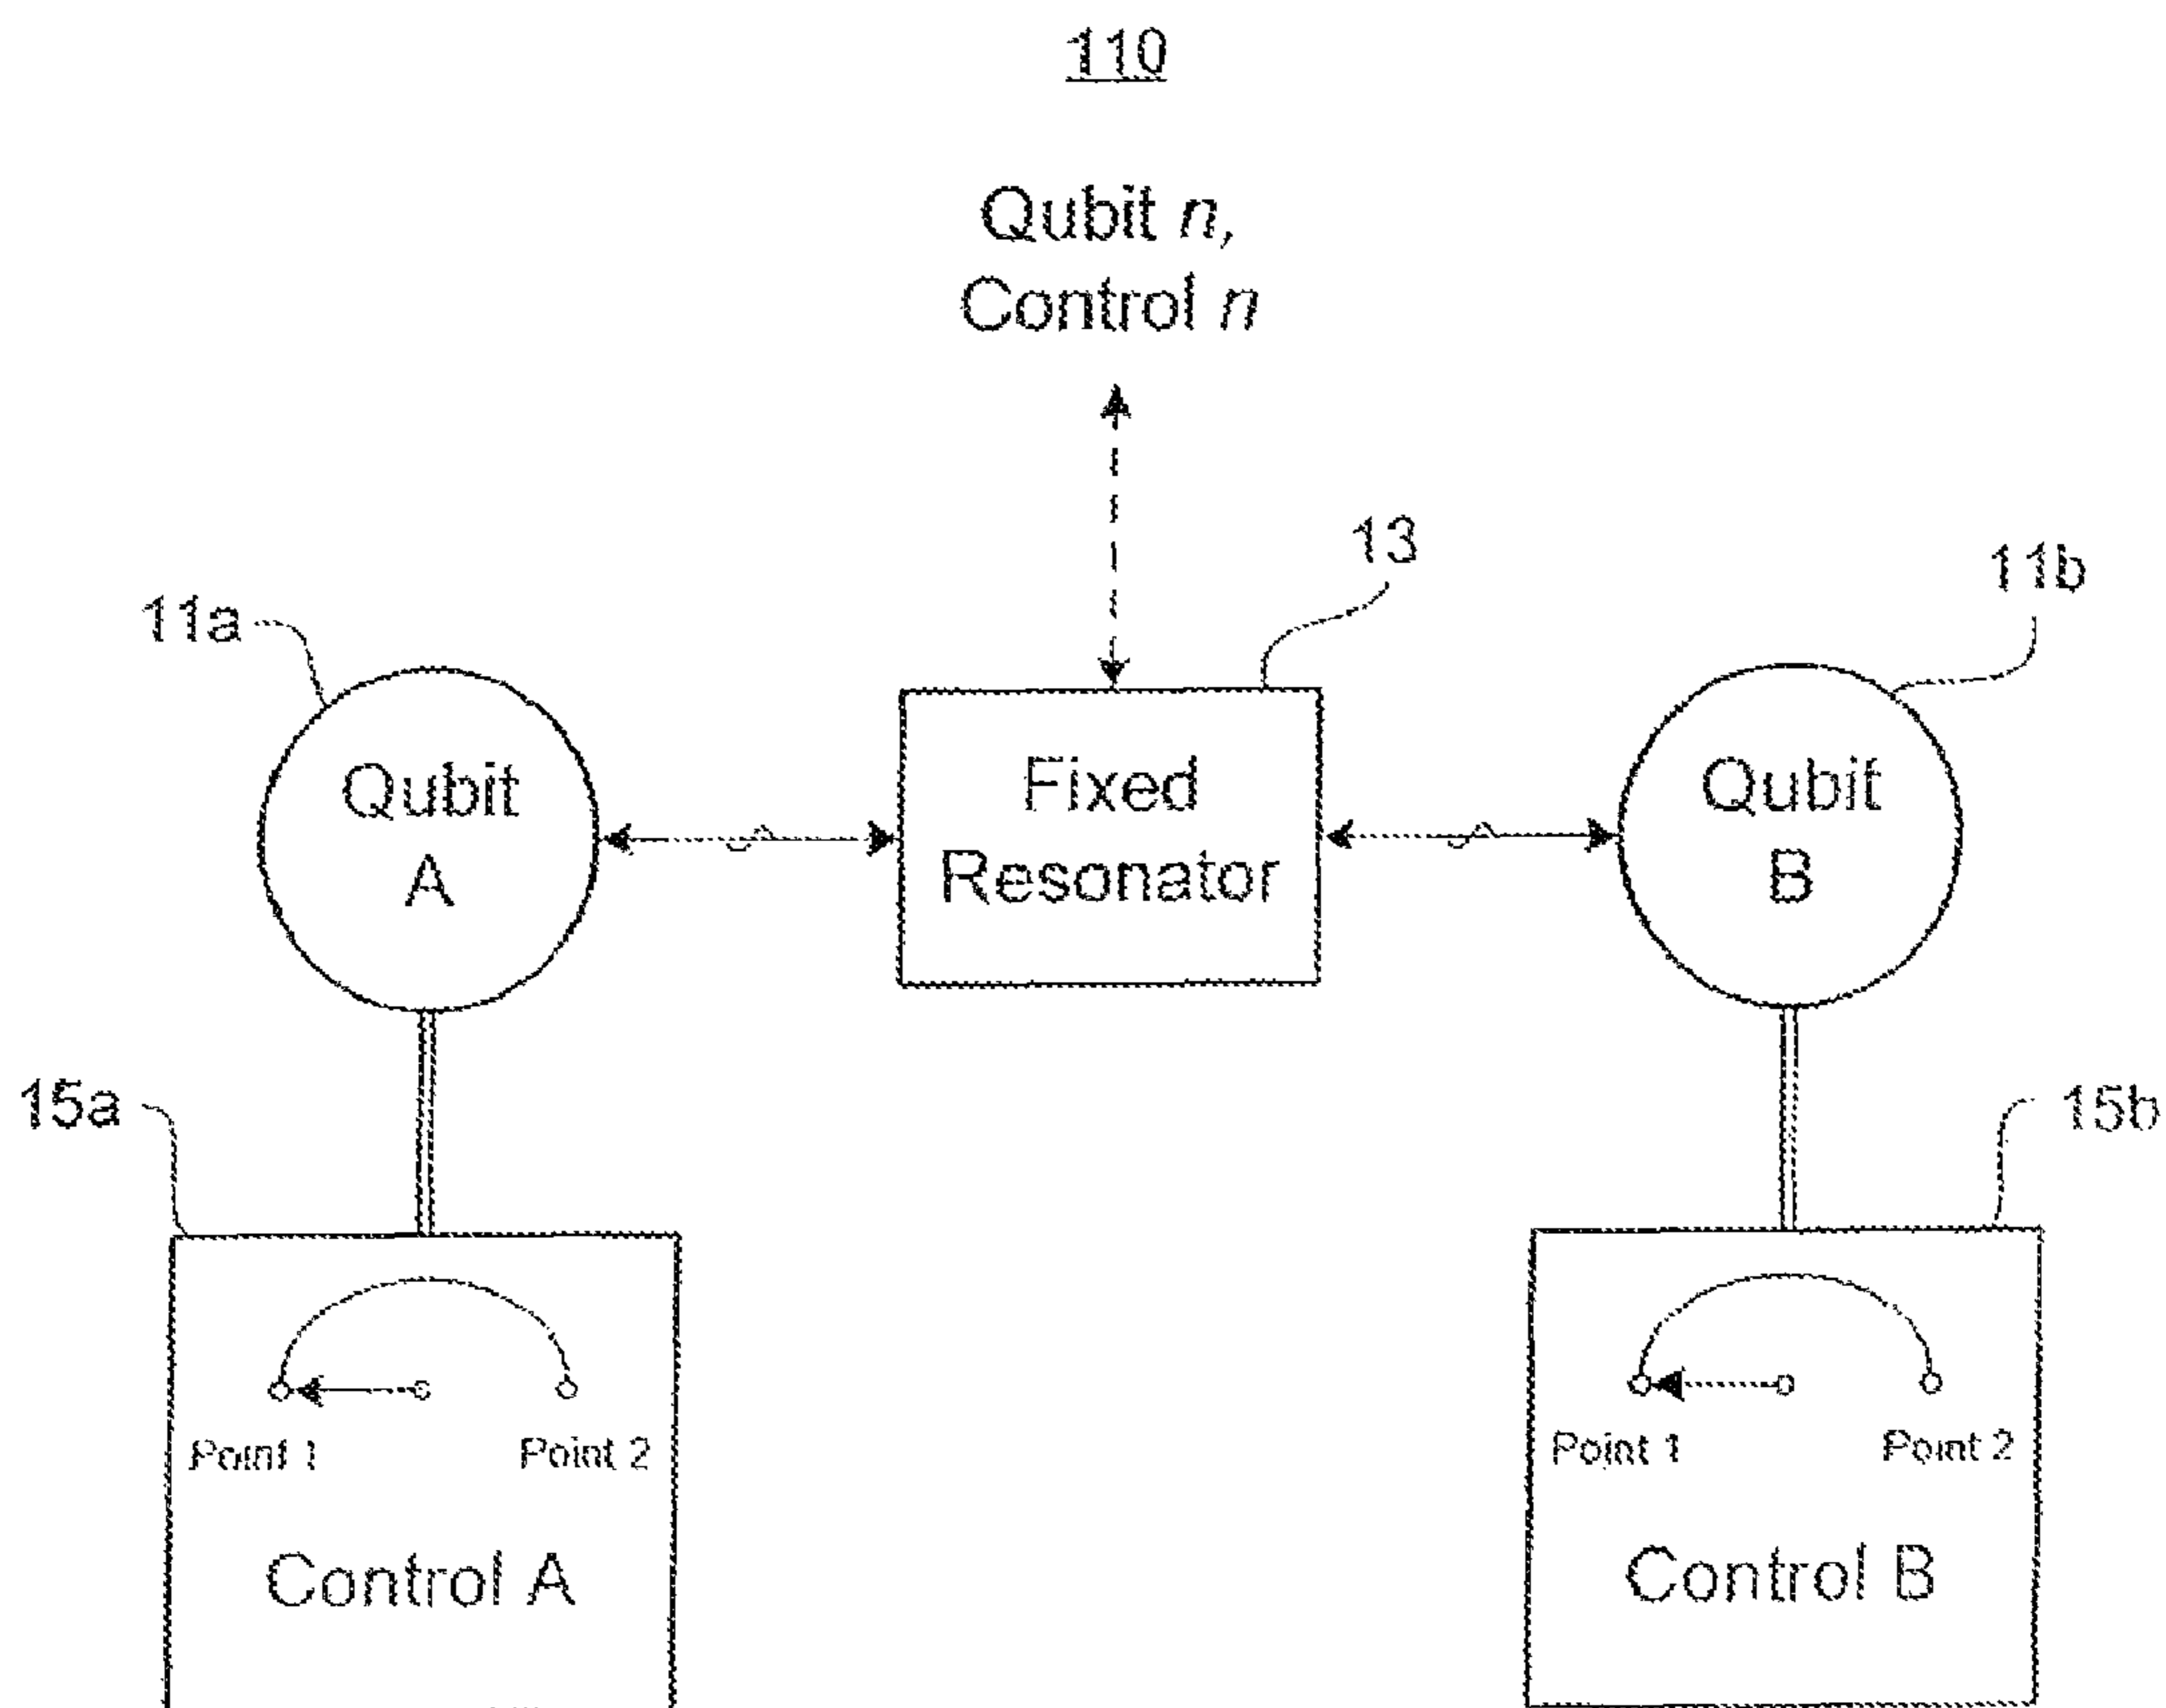 110
Qubit n,
Control n
13
11b
11a
Qubit
A
Fixed
Resonator
Qubit
B
15a
15b
Point 1
Point 2
Point 1
Point 2
Control A
Control B